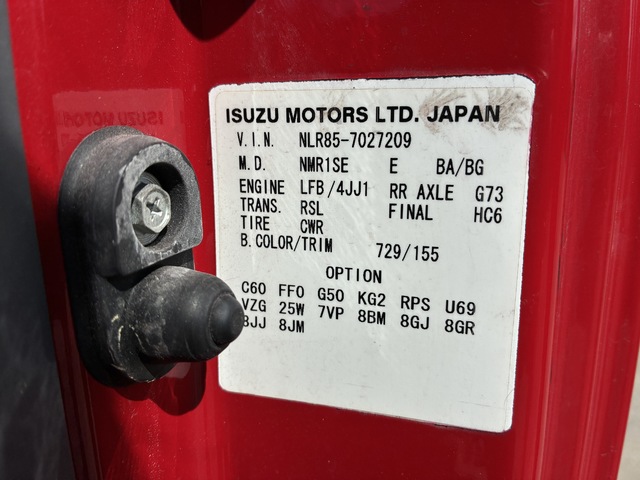 ISUZU MOTORS LTD. JAPAN
V.I.N. NLR85-7027209
M.D. NMR1SE E BA/BG
ENGINE LFB/4JJ1 RR AXLE G73
TRANS. RSL FINAL HC6
TIRE CWR
B.COLOR/TRIM 729/155
OPTION
C60 FF0 G50 KG2 RPS U69
VZG 25W 7VP 8BM 8GJ 8GR
8JJ 8JM